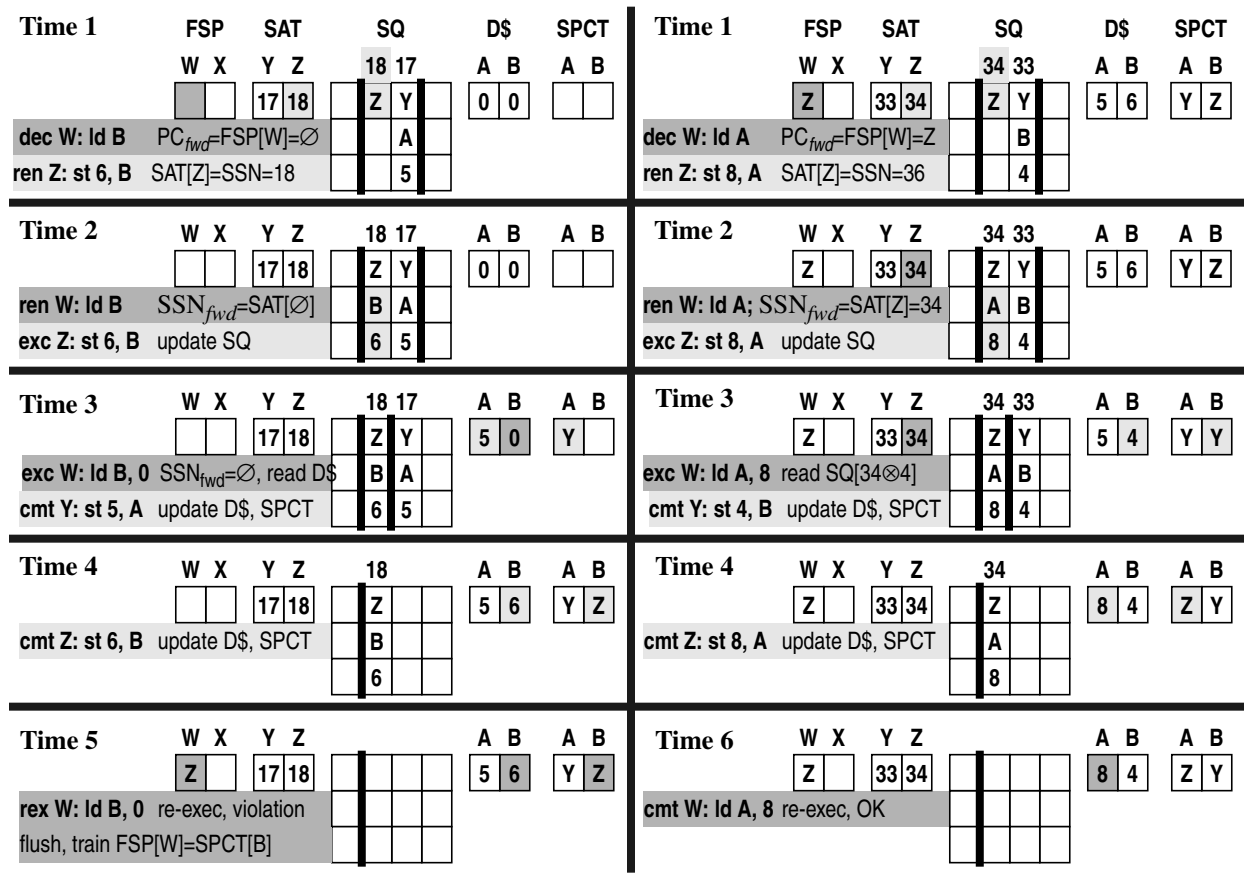 Time 1 FSP SAT SQ D$ SPCT
W X Y Z 18 17 A B A B
17 18 Z Y 0 0
dec W: ld B PCfwd=FSP[W]=∅ A
ren Z: st 6, B SAT[Z]=SSN=18 5
Time 2 W X Y Z 18 17 A B A B
17 18 Z Y 0 0
ren W: ld B SSNfwd=SAT[∅] B A
exc Z: st 6, B update SQ 6 5
Time 3 W X Y Z 18 17 A B A B
17 18 Z Y 5 0 Y
exc W: ld B, 0 SSNfwd=∅, read D$ B A
cmt Y: st 5, A update D$, SPCT 6 5
Time 4 W X Y Z 18 A B A B
17 18 Z 5 6 Y Z
cmt Z: st 6, B update D$, SPCT B
6
Time 5 W X Y Z A B A B
Z 17 18 5 6 Y Z
rex W: ld B, 0 re-exec, violation
flush, train FSP[W]=SPCT[B]
Time 1 FSP SAT SQ D$ SPCT
W X Y Z 34 33 A B A B
Z 33 34 Z Y 5 6 Y Z
dec W: ld A PCfwd=FSP[W]=Z B
ren Z: st 8, A SAT[Z]=SSN=36 4
Time 2 W X Y Z 34 33 A B A B
Z 33 34 Z Y 5 6 Y Z
ren W: ld A; SSNfwd=SAT[Z]=34 A B
exc Z: st 8, A update SQ 8 4
Time 3 W X Y Z 34 33 A B A B
Z 33 34 Z Y 5 4 Y Y
exc W: ld A, 8 read SQ[34⊗4] A B
cmt Y: st 4, B update D$, SPCT 8 4
Time 4 W X Y Z 34 A B A B
Z 33 34 Z 8 4 Z Y
cmt Z: st 8, A update D$, SPCT A
8
Time 6 W X Y Z A B A B
Z 33 34 8 4 Z Y
cmt W: ld A, 8 re-exec, OK